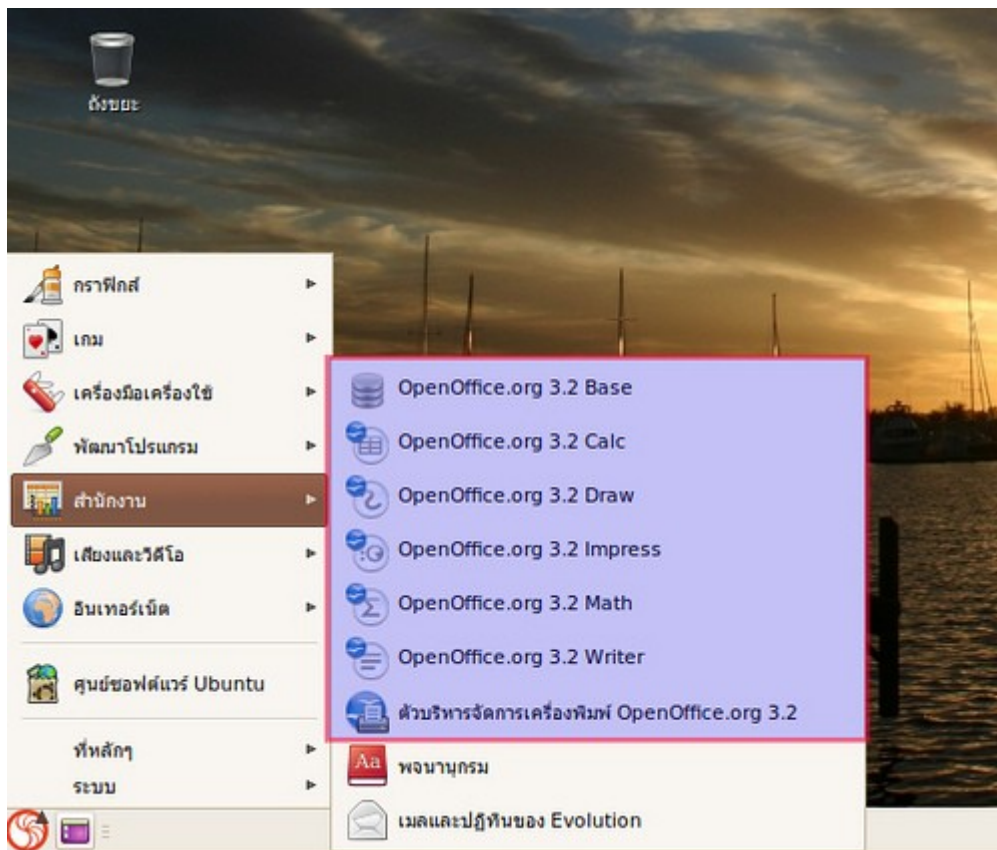 ถังขยะ
กราฟิกส์
เกม
เครื่องมือเครื่องใช้
พัฒนาโปรแกรม
สำนักงาน
เสียงและวิดีโอ
อินเทอร์เน็ต
ศูนย์ซอฟต์แวร์ Ubuntu
ที่หลักๆ
ระบบ
OpenOffice.org 3.2 Base
OpenOffice.org 3.2 Calc
OpenOffice.org 3.2 Draw
OpenOffice.org 3.2 Impress
OpenOffice.org 3.2 Math
OpenOffice.org 3.2 Writer
ตัวบริหารจัดการเครื่องพิมพ์ OpenOffice.org 3.2
Aa
พจนานุกรม
เมลและปฏิทินของ Evolution